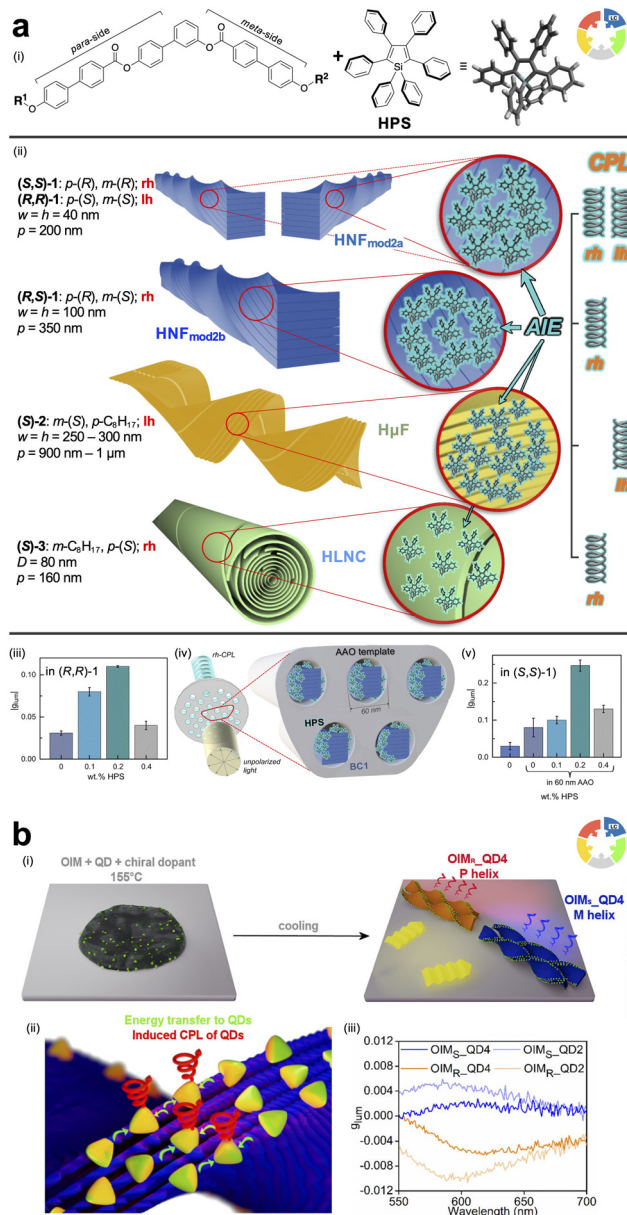 a
(i)
para-side
meta-side
LC
R¹
O
O
O
O
O
O
R²
+
Si
HPS
≡
(ii)
CPL
(S,S)-1: p-(R), m-(R); rh
(R,R)-1: p-(S), m-(S); lh
w = h = 40 nm
p = 200 nm
HNFmod2a
rh lh
(R,S)-1: p-(R), m-(S); rh
w = h = 100 nm
p = 350 nm
HNFmod2b
AIE
rh
(S)-2: m-(S), p-C₈H₁₇; lh
w = h = 250 – 300 nm
p = 900 nm – 1 μm
HμF
lh
(S)-3: m-C₈H₁₇, p-(S); rh
D = 80 nm
p = 160 nm
HLNC
rh
(iii)
in (R,R)-1
|glum|
0.10
0.05
0.00
0 0.1 0.2 0.4
wt.% HPS
(iv)
rh-CPL
AAO template
60 nm
HPS
BC1
unpolarized
light
(v)
in (S,S)-1)
|glum|
0.2
0.1
0.0
0 0 0.1 0.2 0.4
in 60 nm AAO
wt.% HPS
b
(i)
LC
OIM + QD + chiral dopant
155°C
cooling
OIMR_QD4
P helix
OIMS_QD4
M helix
(ii)
Energy transfer to QDs
Induced CPL of QDs
(iii)
OIMS_QD4 OIMS_QD2
OIMR_QD4 OIMR_QD2
glum
0.012
0.008
0.004
0.000
-0.004
-0.008
-0.012
550 600 650 700
Wavelength (nm)